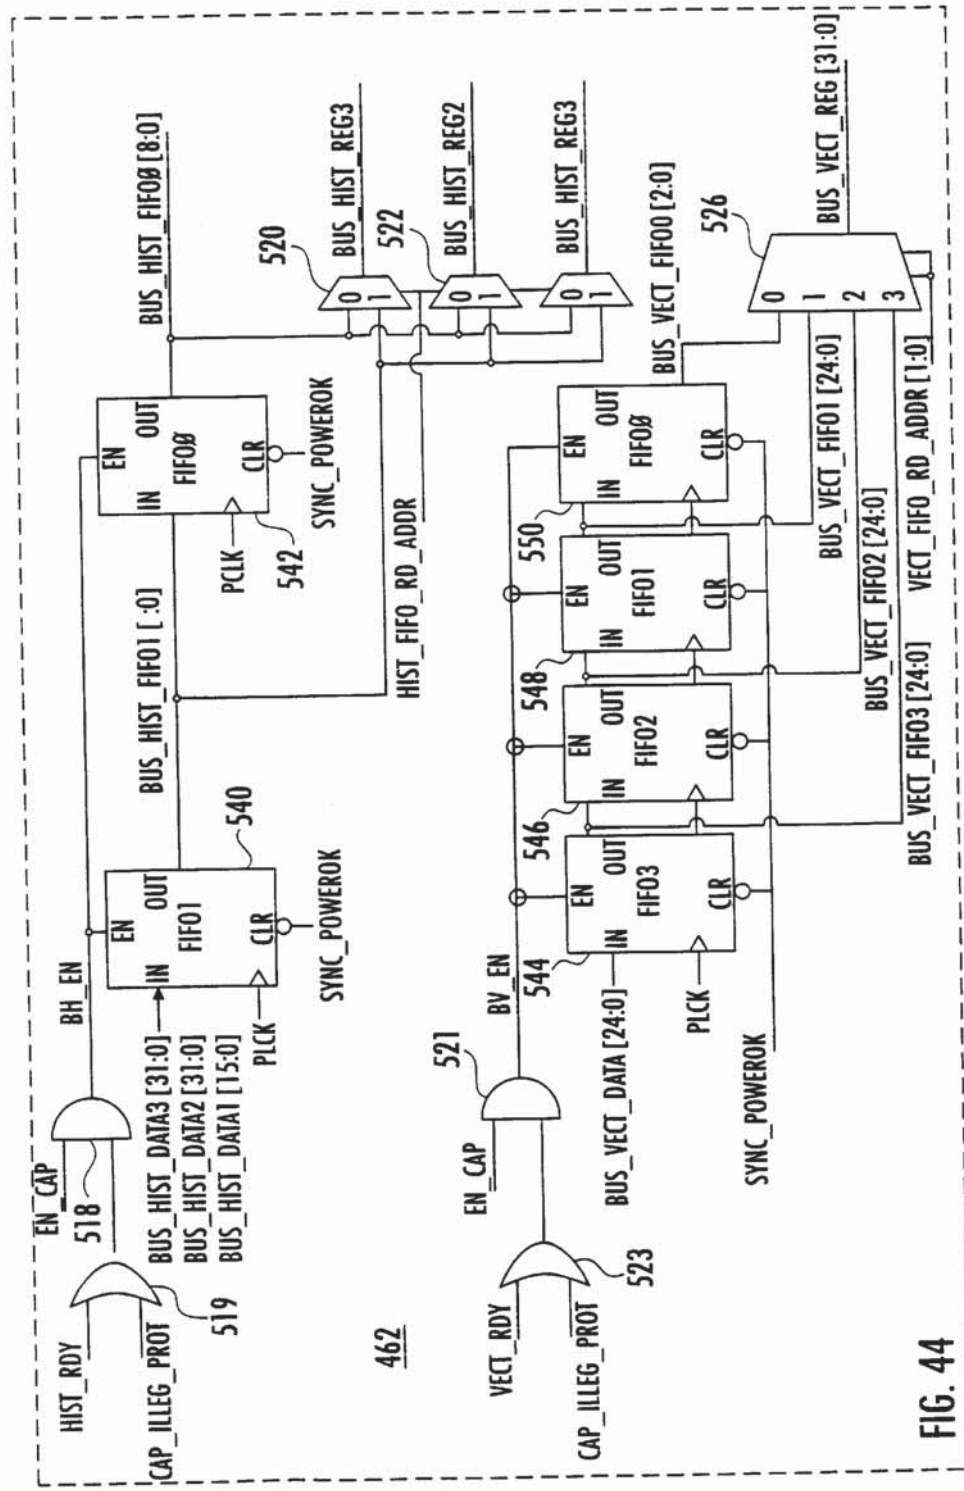 HIST_RDY
CAP_ILLEG_PROT
519
EN_CAP
518
BH_EN
BUS_HIST_DATA3 [31:0]
BUS_HIST_DATA2 [31:0]
BUS_HIST_DATA1 [15:0]
PLCK
EN
IN OUT
FIFO1
CLR
540
SYNC_POWEROK
BUS_HIST_FIFO1 [:0]
EN
IN OUT
FIFOØ
CLR
PCLK
542
SYNC_POWEROK
HIST_FIFO_RD_ADDR
BUS_HIST_FIFOØ [8:0]
520
0
1
BUS_HIST_REG3
522
0
1
BUS_HIST_REG2
0
1
BUS_HIST_REG3
462
VECT_RDY
CAP_ILLEG_PROT
523
EN_CAP
521
BV_EN
BUS_VECT_DATA [24:0]
PLCK
SYNC_POWEROK
544
EN
IN OUT
FIFO3
CLR
546
EN
IN OUT
FIFO2
CLR
548
EN
OUT
FIFO1
CLR
550
EN
IN OUT
FIFOØ
CLR
BUS_VECT_FIFO0 [2:0]
BUS_VECT_FIFO1 [24:0]
BUS_VECT_FIFO2 [24:0]
BUS_VECT_FIFO3 [24:0]
VECT_FIFO_RD_ADDR [1:0]
526
0
1
2
3
BUS_VECT_REG [31:0]
FIG. 44